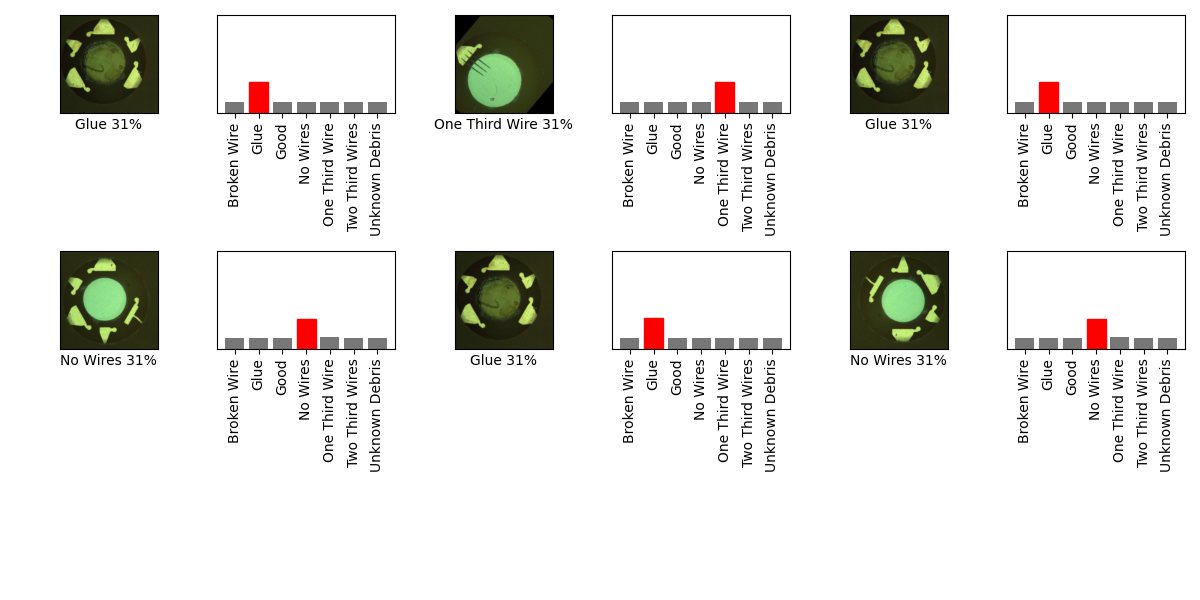 Glue 31%
Broken Wire
Glue
Good
No Wires
One Third Wire
Two Third Wires
Unknown Debris
One Third Wire 31%
Broken Wire
Glue
Good
No Wires
One Third Wire
Two Third Wires
Unknown Debris
Glue 31%
Broken Wire
Glue
Good
No Wires
One Third Wire
Two Third Wires
Unknown Debris
No Wires 31%
Broken Wire
Glue
Good
No Wires
One Third Wire
Two Third Wires
Unknown Debris
Glue 31%
Broken Wire
Glue
Good
No Wires
One Third Wire
Two Third Wires
Unknown Debris
No Wires 31%
Broken Wire
Glue
Good
No Wires
One Third Wire
Two Third Wires
Unknown Debris